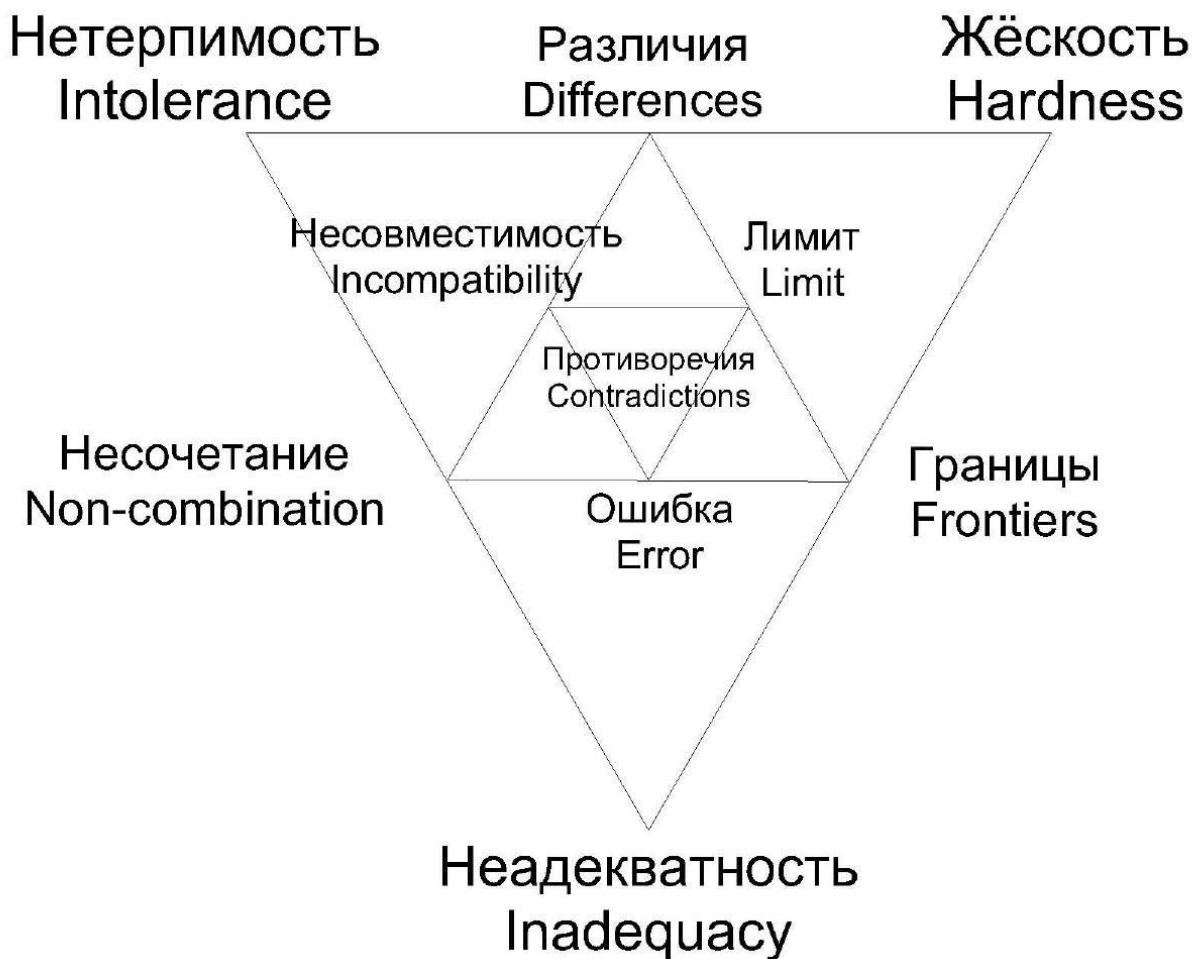 Нетерпимость
Intolerance
Различия
Differences
Жёскость
Hardness
Несовместимость
Incompatibility
Лимит
Limit
Противоречия
Contradictions
Несочетание
Non-combination
Ошибка
Error
Границы
Frontiers
Неадекватность
Inadequacy